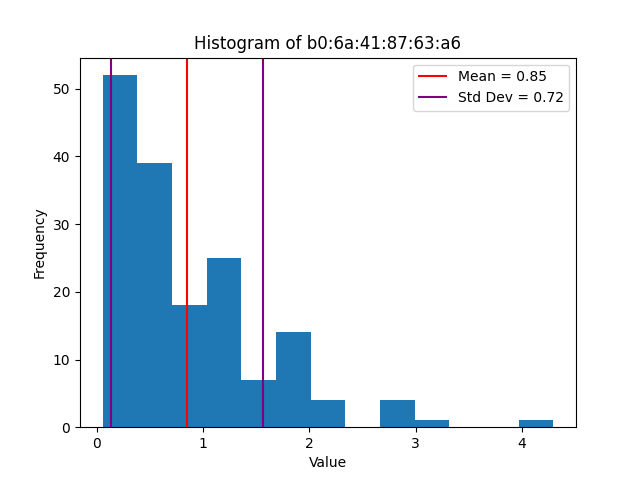 Histogram of b0:6a:41:87:63:a6
Mean = 0.85
Std Dev = 0.72
Frequency
50
40
30
20
10
0
0 1 2 3 4
Value